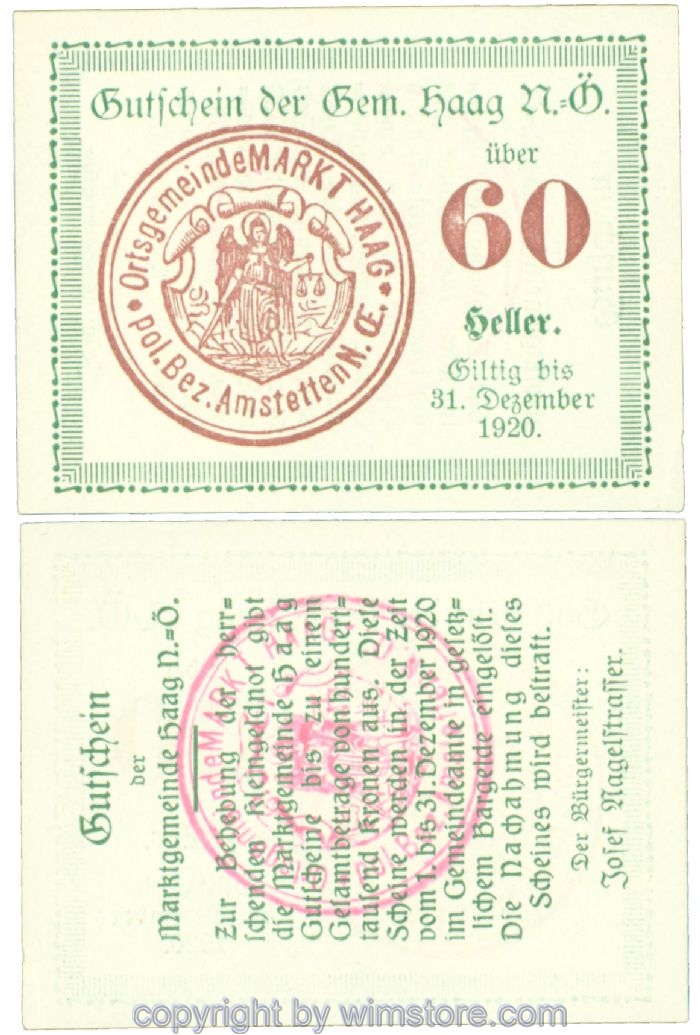 Gutschein der Gem. Haag N.=Ö.
OrtsgemeindeMARKT HAAG
pol. Bez. Amstetten N. Œ.
über
60
Heller.
Giltig bis
31. Dezember
1920.
Gutschein
der
Marktgemeinde Haag N.=Ö.
Zur Behebung der herr=
schenden Kleingeldnot gibt
die Marktgemeinde Haag
Gutscheine bis zu einem
Gesamtbetrage von hundert=
tausend Kronen aus. Diese
Scheine werden in der Zeit
vom 1. bis 31. Dezember 1920
im Gemeindeamte in gesetz=
lichem Bargelde eingelöst.
Die Nachahmung dieses
Scheines wird bestraft.
Der Bürgermeister:
Josef Nagelstrasser.
copyright by wimstore.com